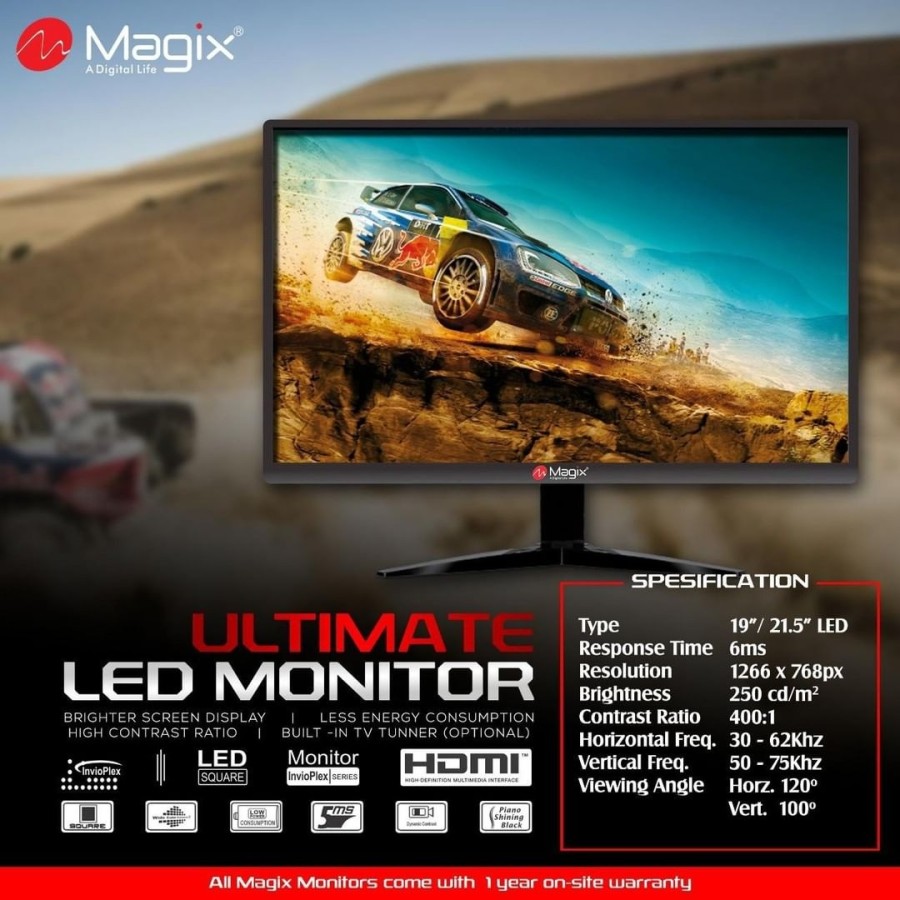 Magix®
A Digital Life
Magix
ULTIMATE
LED MONITOR
BRIGHTER SCREEN DISPLAY | LESS ENERGY CONSUMPTION
HIGH CONTRAST RATIO | BUILT -IN TV TUNNER (OPTIONAL)
InvioPlex
LED
SQUARE
Monitor
InvioPlex SERIES
HDMI™
HIGH-DEFINITION MULTIMEDIA INTERFACE
SQUARE
LOW POWER CONSUMPTION
5MS
Dynamic Contrast
Piano Shining Black
SPESIFICATION
Type 19”/ 21.5” LED
Response Time 6ms
Resolution 1266 x 768px
Brightness 250 cd/m²
Contrast Ratio 400:1
Horizontal Freq. 30 - 62Khz
Vertical Freq. 50 - 75Khz
Viewing Angle Horz. 120º
Vert. 100º
All Magix Monitors come with 1 year on-site warranty